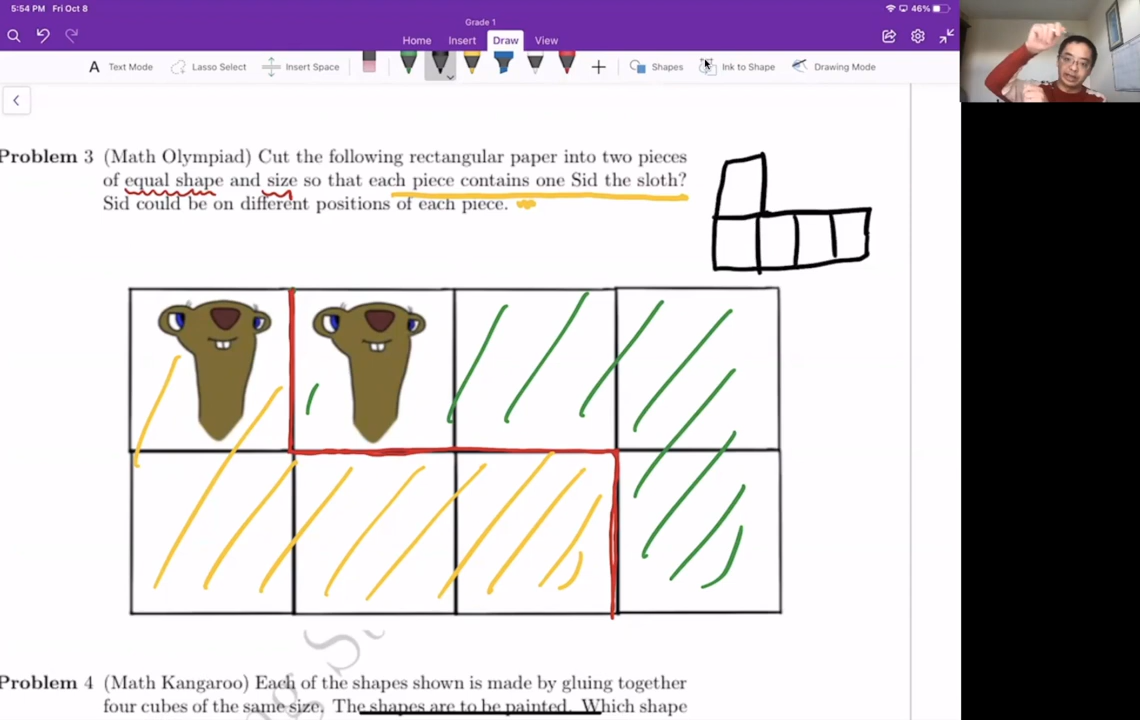 5:54 PM Fri Oct 8
46%
Grade 1
Home Insert Draw View
A Text Mode Lasso Select Insert Space Shapes Ink to Shape Drawing Mode
Problem 3 (Math Olympiad) Cut the following rectangular paper into two pieces
of equal shape and size so that each piece contains one Sid the sloth?
Sid could be on different positions of each piece.
Problem 4 (Math Kangaroo) Each of the shapes shown is made by gluing together
four cubes of the same size. The shapes are to be painted. Which shape